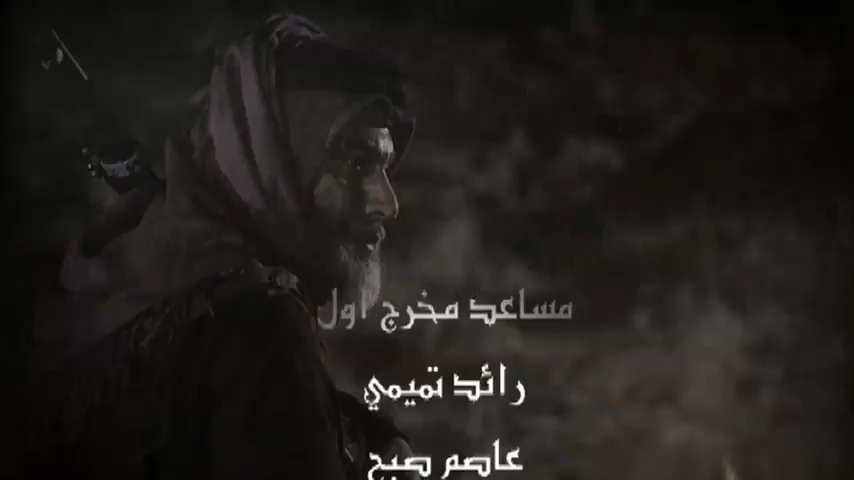 مساعد مخرج اول
رائد تميمي
عاصم صبح